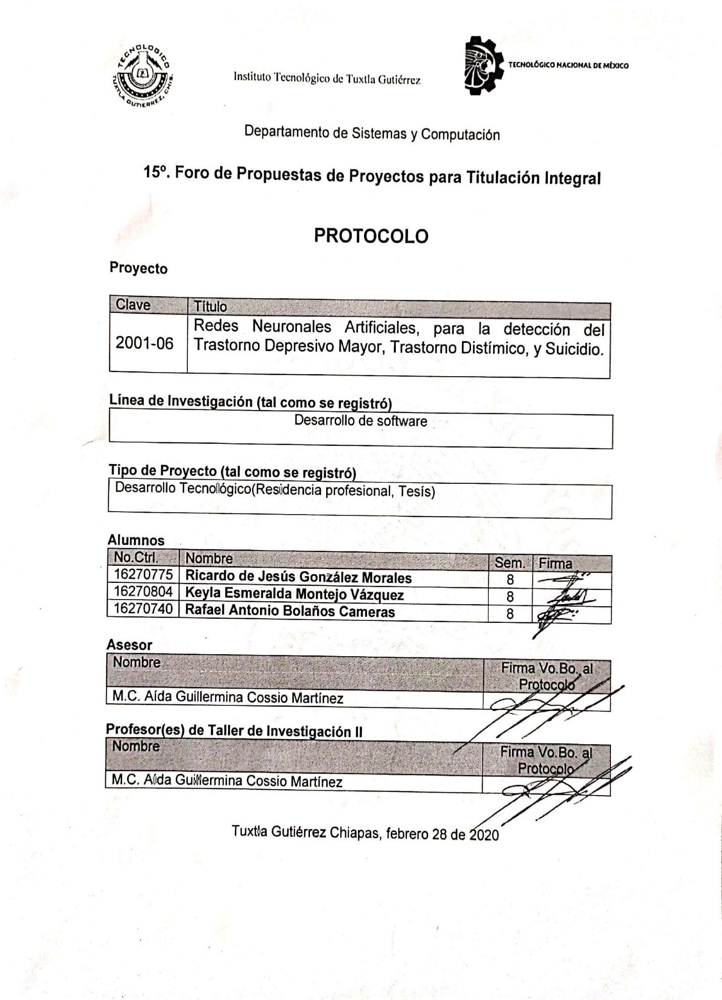 TECNOLOGICO
TUXTLA GUTIERREZ, CHIS.
Instituto Tecnológico de Tuxtla Gutiérrez
TECNOLÓGICO NACIONAL DE MÉXICO
Departamento de Sistemas y Computación
15º. Foro de Propuestas de Proyectos para Titulación Integral
PROTOCOLO
Proyecto
Clave Título
2001-06 Redes Neuronales Artificiales, para la detección del
Trastorno Depresivo Mayor, Trastorno Distímico, y Suicidio.
Línea de Investigación (tal como se registró)
Desarrollo de software
Tipo de Proyecto (tal como se registró)
Desarrollo Tecnológico(Residencia profesional, Tesís)
Alumnos
No.Ctrl. Nombre Sem. Firma
16270775 Ricardo de Jesús González Morales 8
16270804 Keyla Esmeralda Montejo Vázquez 8
16270740 Rafael Antonio Bolaños Cameras 8
Asesor
Nombre Firma Vo.Bo. al
Protocolo
M.C. Aída Guillermina Cossio Martínez
Profesor(es) de Taller de Investigación II
Nombre Firma Vo.Bo. al
Protocolo
M.C. Aída Guillermina Cossio Martínez
Tuxtla Gutiérrez Chiapas, febrero 28 de 2020